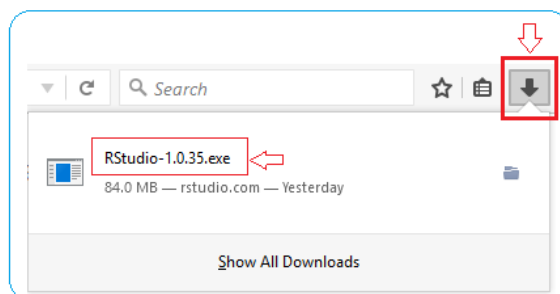 Search
RStudio-1.0.35.exe
84.0 MB — rstudio.com — Yesterday
Show All Downloads